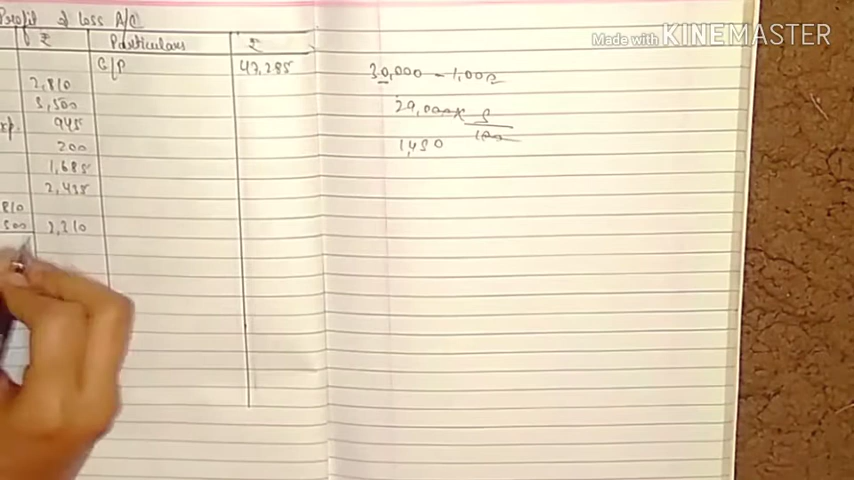 Profit & Loss A/C
₹ Particulars ₹
G/P 47,285
2,810
3,500
exp. 945
200
1,685
2,435
810
500 2,210
30,000 - 1,000
29,000 x 5
100
1,450
Made with KINEMASTER